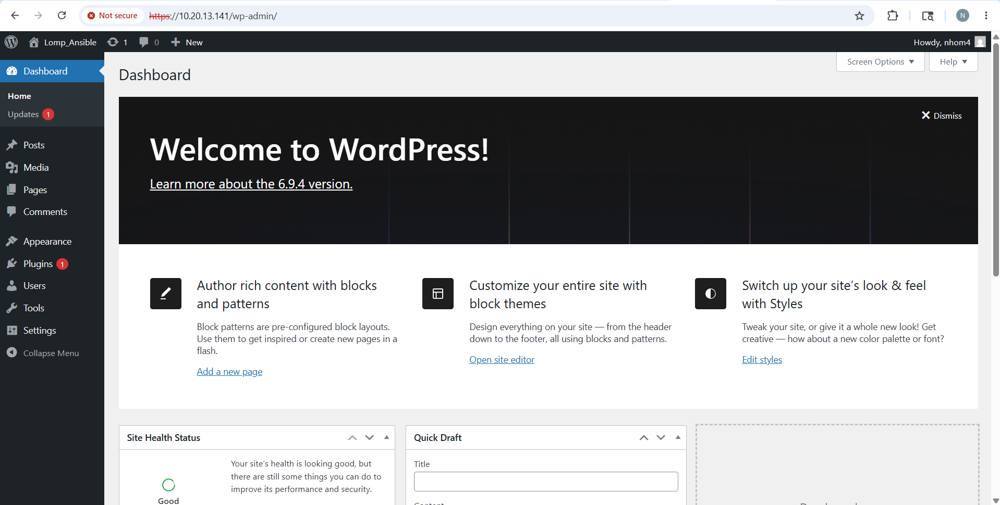 Not secure
https://10.20.13.141/wp-admin/
N
Lomp_Ansible
1
0
New
Howdy, nhom4
Dashboard
Home
Updates 1
Posts
Media
Pages
Comments
Appearance
Plugins 1
Users
Tools
Settings
Collapse Menu
Dashboard
Screen Options
Help
Dismiss
Welcome to WordPress!
Learn more about the 6.9.4 version.
Author rich content with blocks
and patterns
Block patterns are pre-configured block layouts.
Use them to get inspired or create new pages in a
flash.
Add a new page
Customize your entire site with
block themes
Design everything on your site — from the header
down to the footer, all using blocks and patterns.
Open site editor
Switch up your site’s look & feel
with Styles
Tweak your site, or give it a whole new look! Get
creative — how about a new color palette or font?
Edit styles
Site Health Status
Good
Your site’s health is looking good, but
there are still some things you can do to
improve its performance and security.
Quick Draft
Title